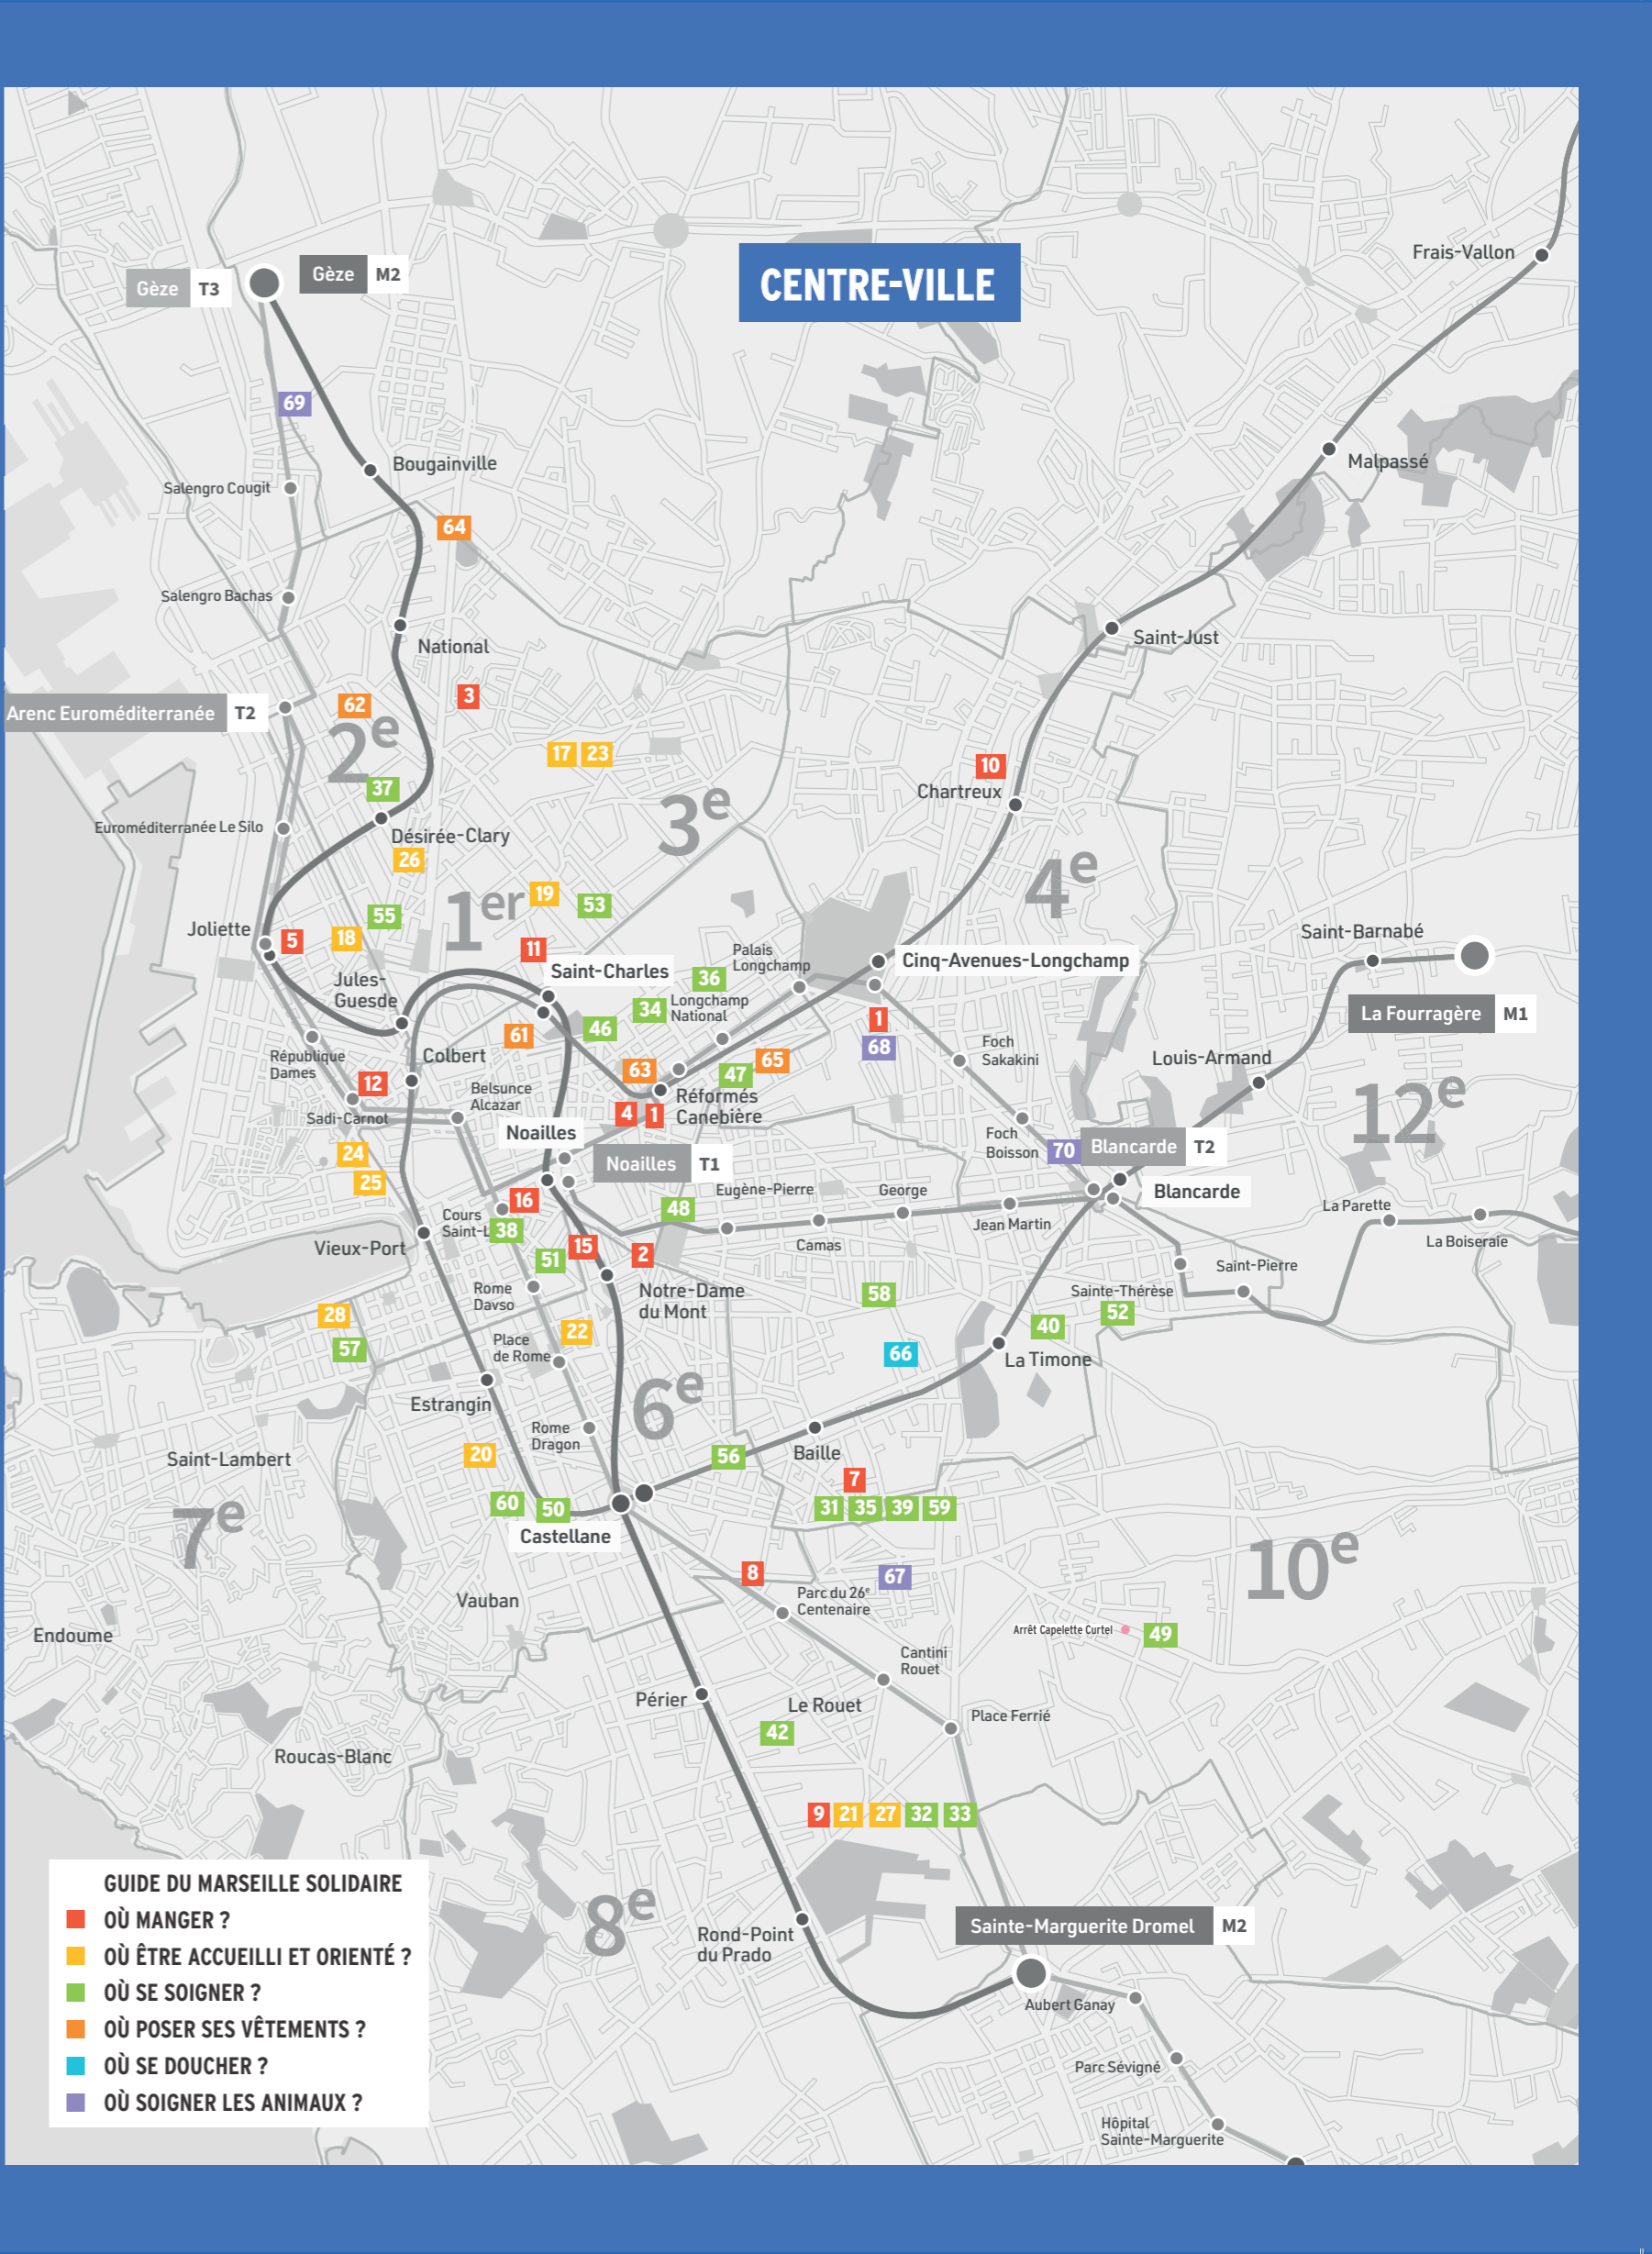 CENTRE-VILLE
Frais-Vallon
Gèze M2
Gèze T3
69
Bougainville
Malpassé
Salengro Cougit
64
Salengro Bachas
National
Saint-Just
3
62
Arenc Euroméditerranée T2
2e
17 23
10
37
Chartreux
3e
Euroméditerranée Le Silo
Désirée-Clary
26
4e
1er
19
53
55
Joliette
5
18
11
Saint-Barnabé
Palais
Longchamp
Cinq-Avenues-Longchamp
Saint-Charles
36
Jules-
Guesde
34
Longchamp
National
La Fourragère M1
1
46
61
68
Foch
Sakakini
Colbert
République
Dames
Louis-Armand
65
63
47
12
Belsunce
Alcazar
Réformés
Canebière
4 1
12e
Sadi-Carnot
Noailles
Foch
Boisson
70
Blancarde T2
24
Noailles T1
25
Eugène-Pierre
George
Blancarde
16
48
La Parette
Cours
Saint-L
38
Jean Martin
Vieux-Port
15
Camas
La Boiseraie
51
2
Saint-Pierre
Rome
Davso
Notre-Dame
du Mont
58
Sainte-Thérèse
28
52
40
22
57
Place
de Rome
66
La Timone
6e
Estrangin
Rome
Dragon
Saint-Lambert
20
56
Baille
7
7e
60
50
31 35 39 59
Castellane
10e
8
67
Vauban
Parc du 26e
Centenaire
Endoume
Arrêt Capelette Curtel
49
Cantini
Rouet
Périer
Le Rouet
Place Ferrié
42
Roucas-Blanc
9 21 27 32 33
8e
Rond-Point
du Prado
Sainte-Marguerite Dromel M2
Aubert Ganay
Parc Sévigné
Hôpital
Sainte-Marguerite
GUIDE DU MARSEILLE SOLIDAIRE
OÙ MANGER ?
OÙ ÊTRE ACCUEILLI ET ORIENTÉ ?
OÙ SE SOIGNER ?
OÙ POSER SES VÊTEMENTS ?
OÙ SE DOUCHER ?
OÙ SOIGNER LES ANIMAUX ?